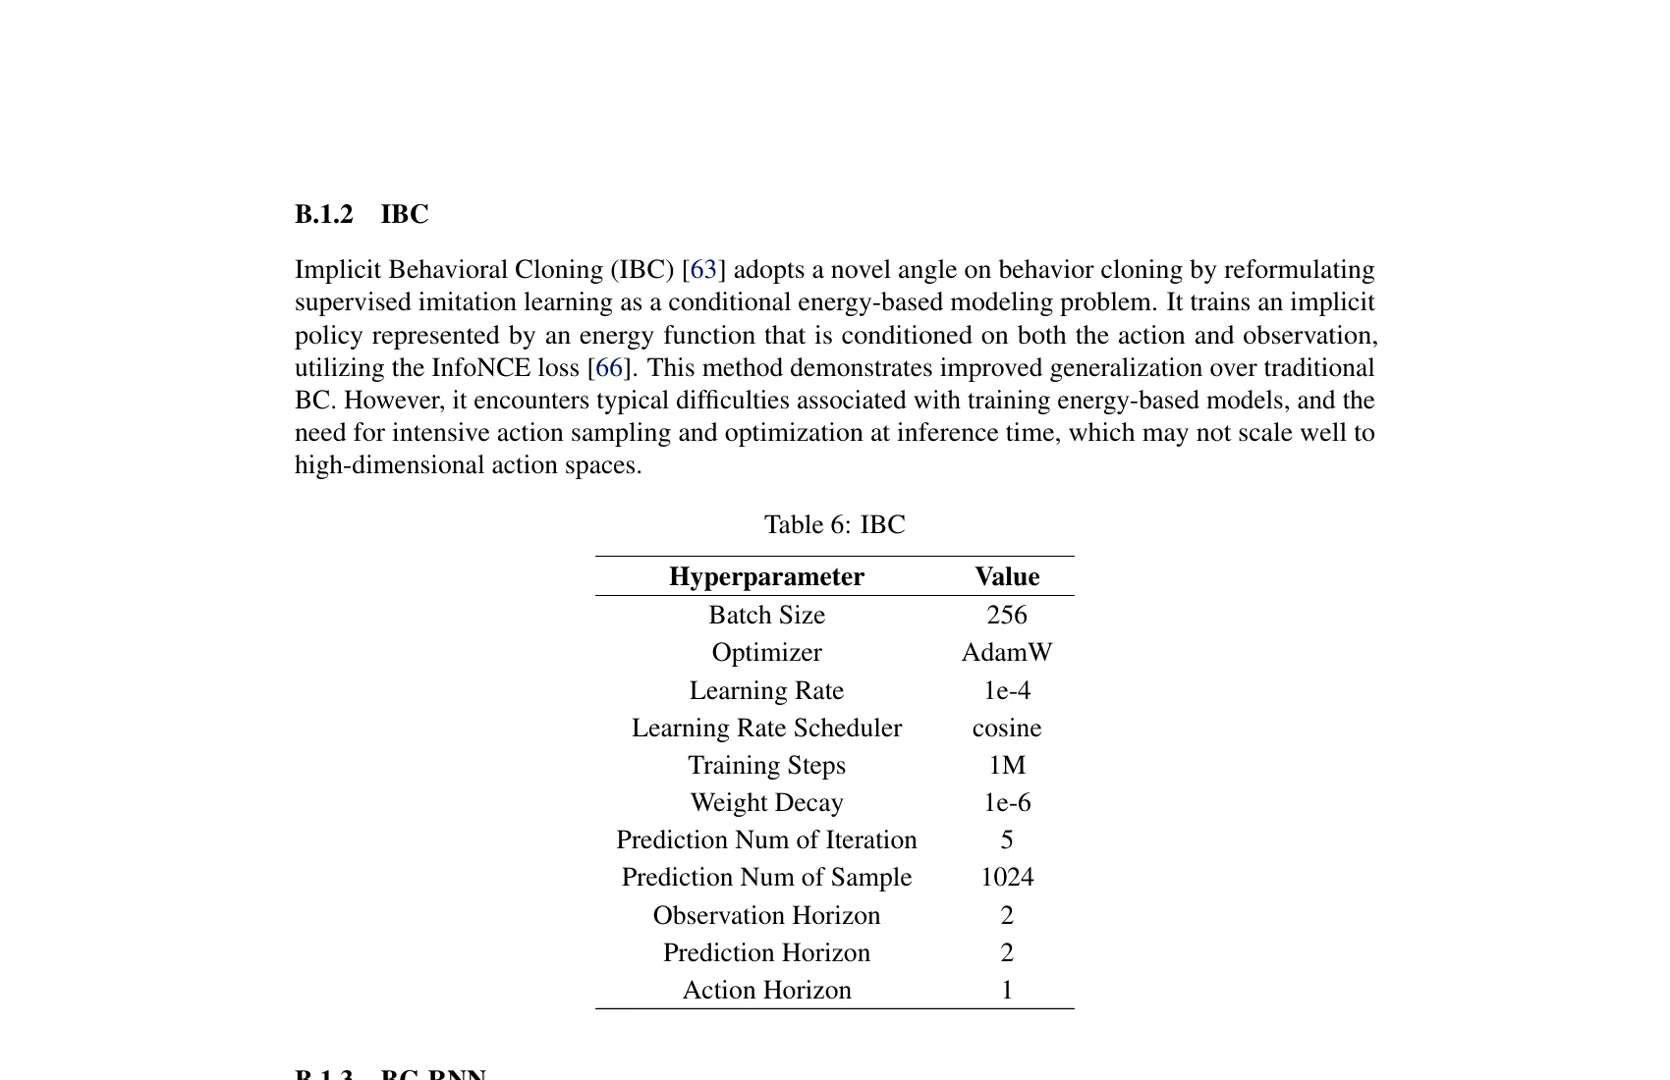 B.1.2 IBC
Implicit Behavioral Cloning (IBC) [63] adopts a novel angle on behavior cloning by reformulating
supervised imitation learning as a conditional energy-based modeling problem. It trains an implicit
policy represented by an energy function that is conditioned on both the action and observation,
utilizing the InfoNCE loss [66]. This method demonstrates improved generalization over traditional
BC. However, it encounters typical difficulties associated with training energy-based models, and the
need for intensive action sampling and optimization at inference time, which may not scale well to
high-dimensional action spaces.
Table 6: IBC
Hyperparameter Value
Batch Size 256
Optimizer AdamW
Learning Rate 1e-4
Learning Rate Scheduler cosine
Training Steps 1M
Weight Decay 1e-6
Prediction Num of Iteration 5
Prediction Num of Sample 1024
Observation Horizon 2
Prediction Horizon 2
Action Horizon 1
B.1.3 BC-RNN